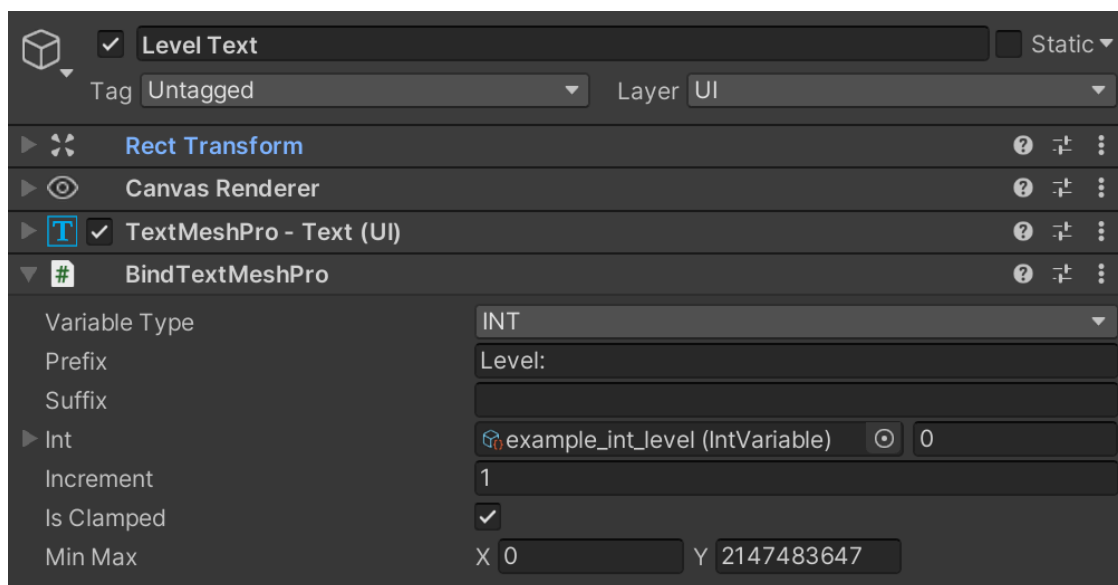 Level Text Static
Tag Untagged Layer UI
Rect Transform
Canvas Renderer
T TextMeshPro - Text (UI)
# BindTextMeshPro
Variable Type INT
Prefix Level:
Suffix
Int example_int_level (IntVariable) 0
Increment 1
Is Clamped
Min Max X 0 Y 2147483647